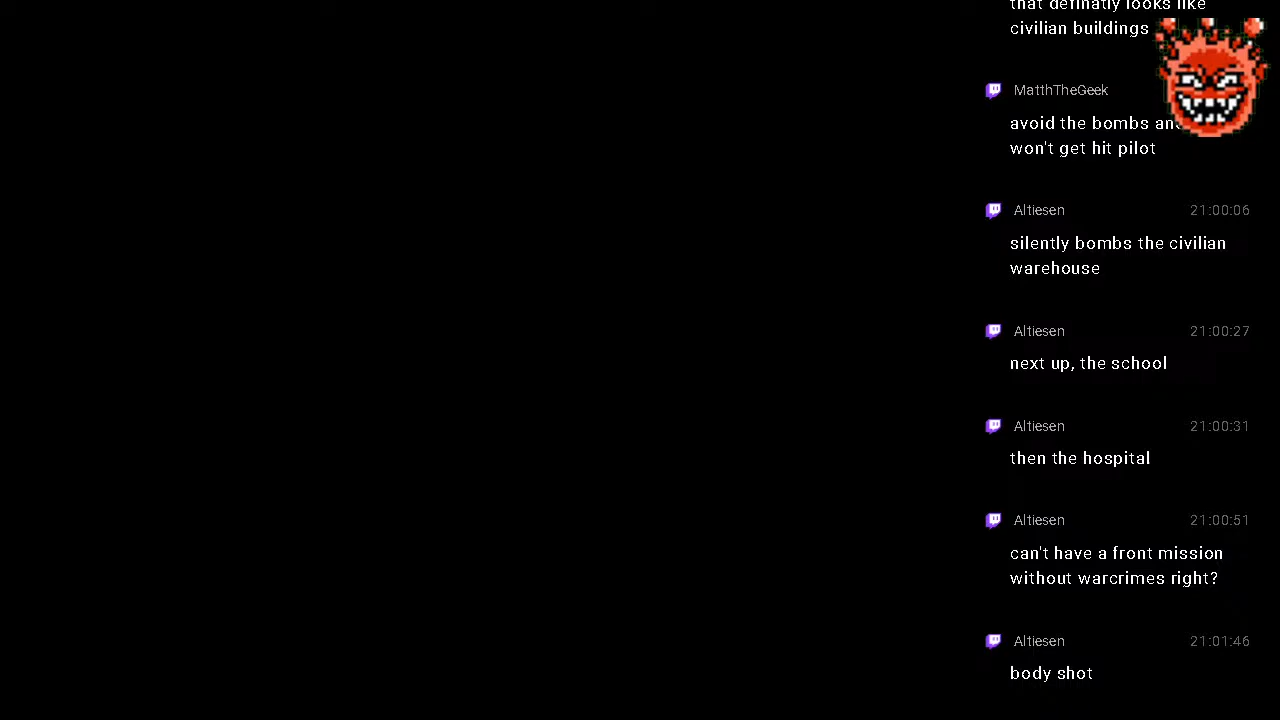 that definatly looks like
civilian buildings
MatthTheGeek
avoid the bombs
won't get hit pilot
Altiesen 21:00:06
silently bombs the civilian
warehouse
Altiesen 21:00:27
next up, the school
Altiesen 21:00:31
then the hospital
Altiesen 21:00:51
can't have a front mission
without warcrimes right?
Altiesen 21:01:46
body shot